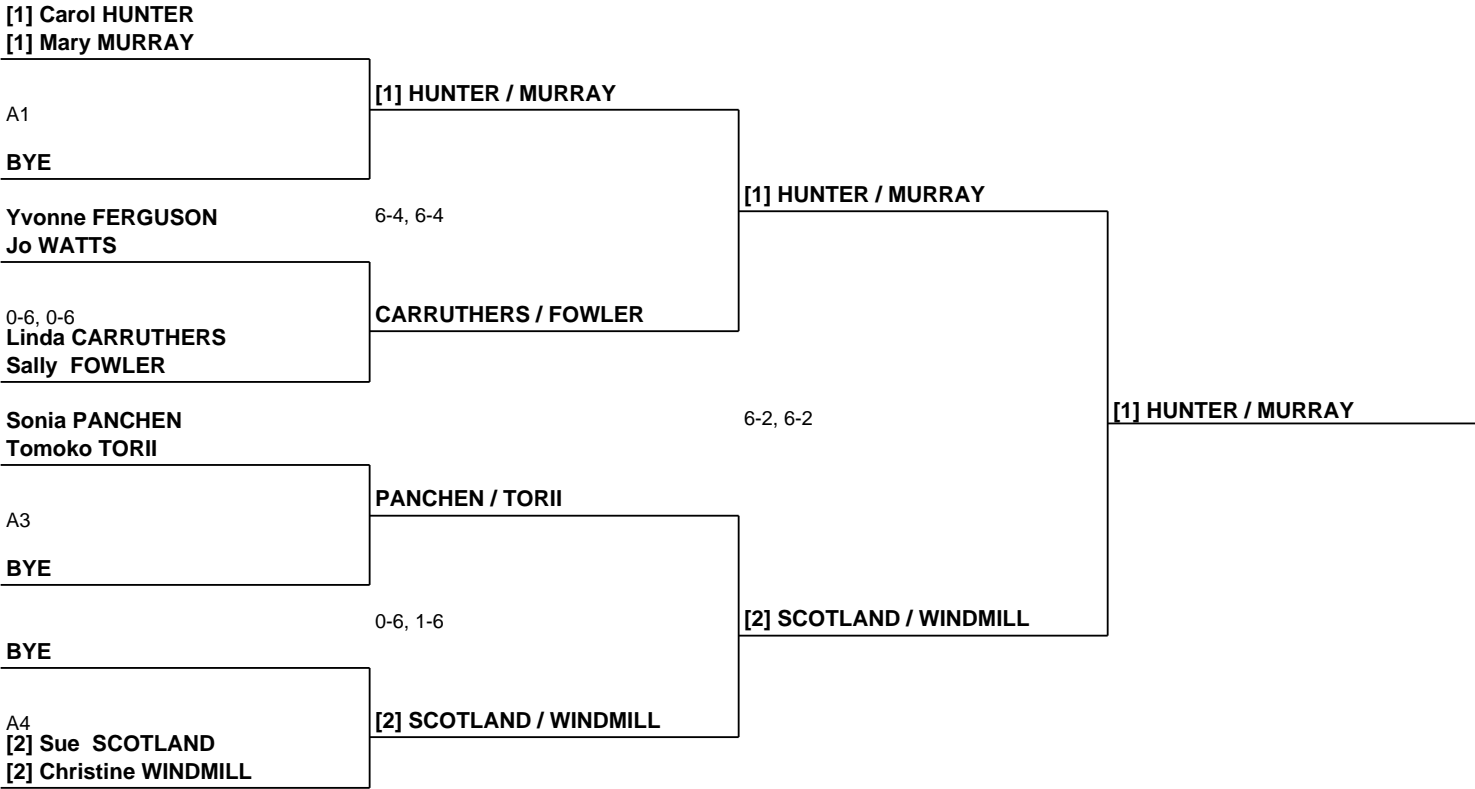 [1] Carol HUNTER
[1] Mary MURRAY
A1
[1] HUNTER / MURRAY
BYE
[1] HUNTER / MURRAY
Yvonne FERGUSON
6-4, 6-4
Jo WATTS
0-6, 0-6
CARRUTHERS / FOWLER
Linda CARRUTHERS
Sally  FOWLER
Sonia PANCHEN
6-2, 6-2
[1] HUNTER / MURRAY
Tomoko TORII
PANCHEN / TORII
A3
BYE
0-6, 1-6
[2] SCOTLAND / WINDMILL
BYE
A4
[2] SCOTLAND / WINDMILL
[2] Sue  SCOTLAND
[2] Christine WINDMILL